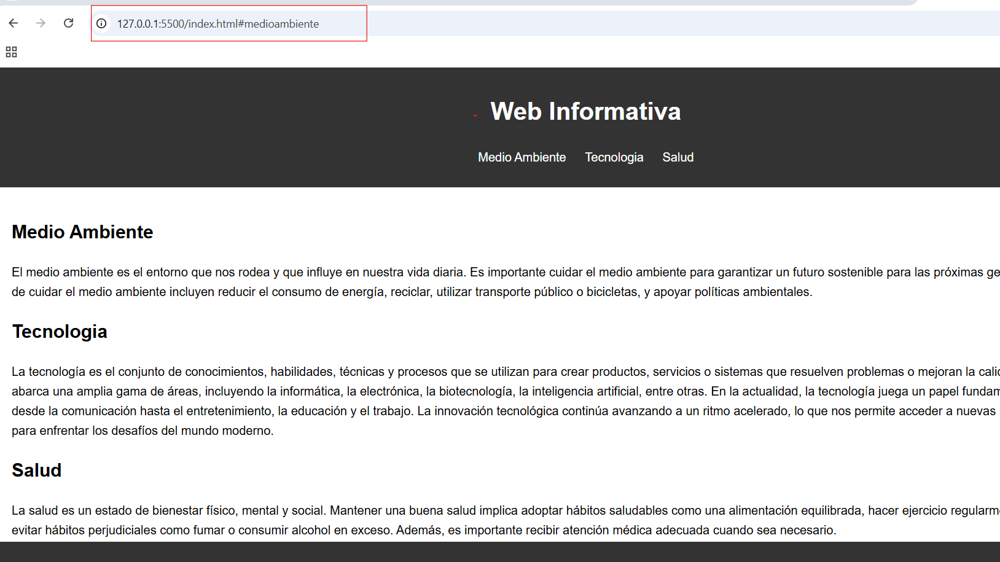 127.0.0.1:5500/index.html#medioambiente
Web Informativa
Medio Ambiente Tecnologia Salud
Medio Ambiente
El medio ambiente es el entorno que nos rodea y que influye en nuestra vida diaria. Es importante cuidar el medio ambiente para garantizar un futuro sostenible para las próximas
de cuidar el medio ambiente incluyen reducir el consumo de energía, reciclar, utilizar transporte público o bicicletas, y apoyar políticas ambientales.
Tecnologia
La tecnología es el conjunto de conocimientos, habilidades, técnicas y procesos que se utilizan para crear productos, servicios o sistemas que resuelven problemas o mejoran la
abarca una amplia gama de áreas, incluyendo la informática, la electrónica, la biotecnología, la inteligencia artificial, entre otras. En la actualidad, la tecnología juega un papel
desde la comunicación hasta el entretenimiento, la educación y el trabajo. La innovación tecnológica continúa avanzando a un ritmo acelerado, lo que nos permite acceder a nuevas
para enfrentar los desafíos del mundo moderno.
Salud
La salud es un estado de bienestar físico, mental y social. Mantener una buena salud implica adoptar hábitos saludables como una alimentación equilibrada, hacer ejercicio
evitar hábitos perjudiciales como fumar o consumir alcohol en exceso. Además, es importante recibir atención médica adecuada cuando sea necesario.